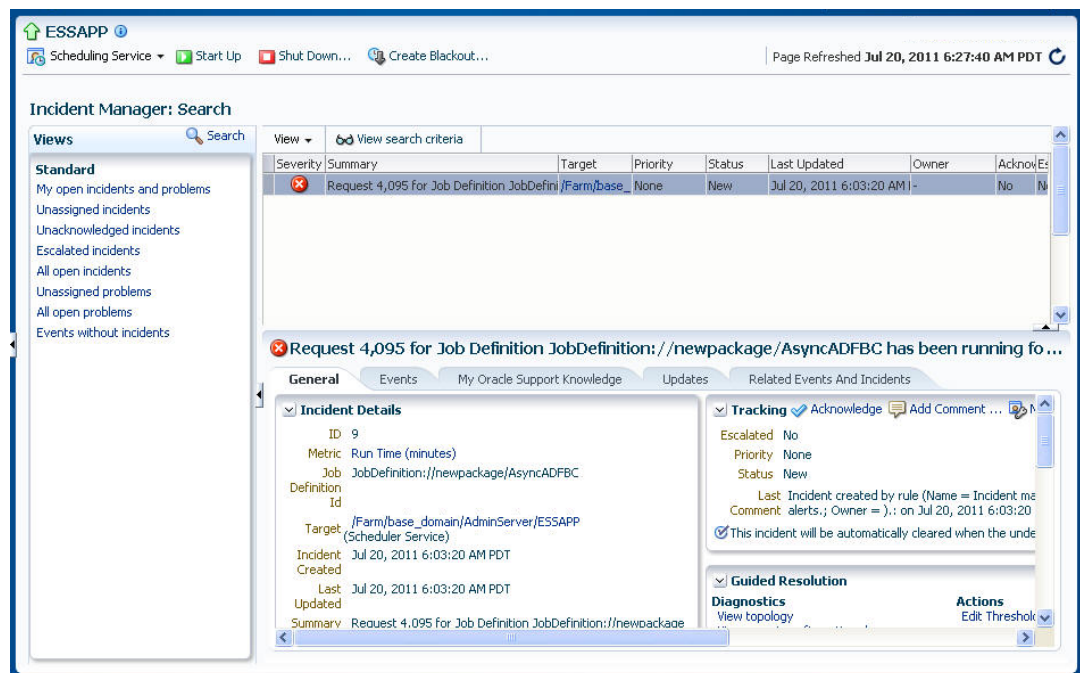 ESSAPP
Scheduling Service Start Up Shut Down... Create Blackout... Page Refreshed Jul 20, 2011 6:27:40 AM PDT
Incident Manager: Search
Views Search
Standard
My open incidents and problems
Unassigned incidents
Unacknowledged incidents
Escalated incidents
All open incidents
Unassigned problems
All open problems
Events without incidents
View View search criteria
Severity Summary Target Priority Status Last Updated Owner Acknov Es
Request 4,095 for Job Definition JobDefini /Farm/base_ None New Jul 20, 2011 6:03:20 AM - No
Request 4,095 for Job Definition JobDefinition://newpackage/AsyncADFBC has been running fo ...
General Events My Oracle Support Knowledge Updates Related Events And Incidents
Incident Details
ID 9
Metric Run Time (minutes)
Job Definition Id JobDefinition://newpackage/AsyncADFBC
Target /Farm/base_domain/AdminServer/ESSAPP
(Scheduler Service)
Incident Created Jul 20, 2011 6:03:20 AM PDT
Last Updated Jul 20, 2011 6:03:20 AM PDT
Summary Request 4,095 for Job Definition JobDefinition://newpackage
Tracking Acknowledge Add Comment ...
Escalated No
Priority None
Status New
Last Comment Incident created by rule (Name = Incident ma
alerts.; Owner = ).: on Jul 20, 2011 6:03:20
This incident will be automatically cleared when the unde
Guided Resolution
Diagnostics Actions
View topology Edit Threshol